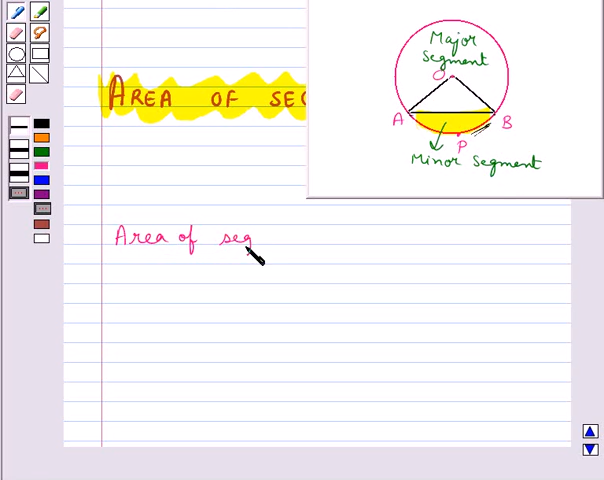 Major
Segment
O
A
B
P
Minor Segment
AREA OF SEG
Area of seg